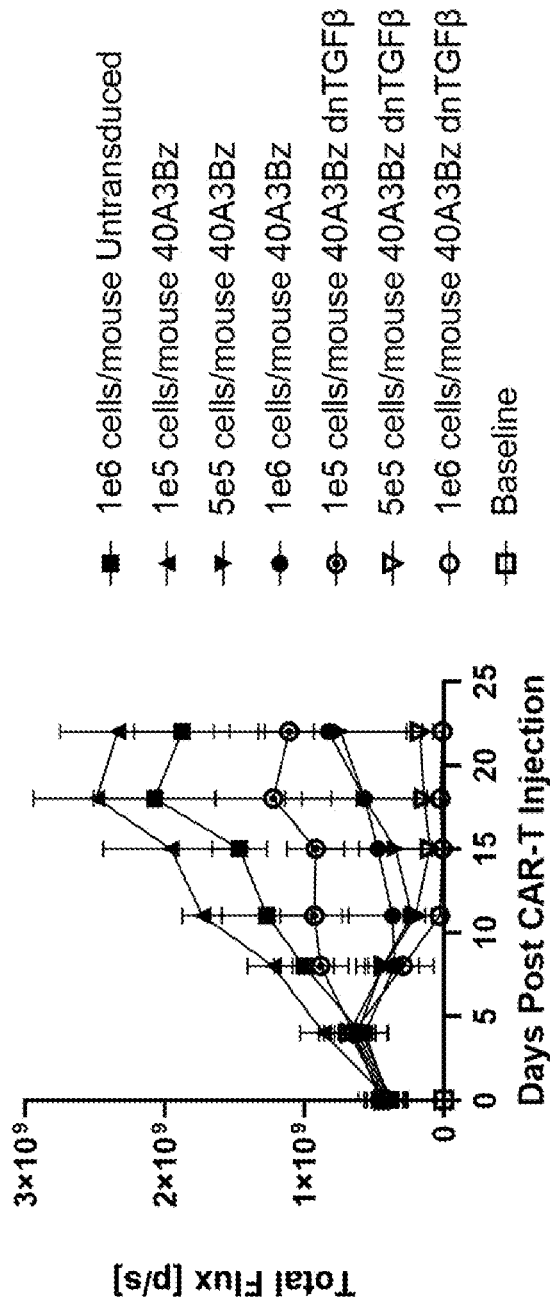 Total Flux [p/s]
3×10⁹
2×10⁹
1×10⁹
0
0 5 10 15 20 25
Days Post CAR-T Injection
1e6 cells/mouse Untransduced
1e5 cells/mouse 40A3Bz
5e5 cells/mouse 40A3Bz
1e6 cells/mouse 40A3Bz
1e5 cells/mouse 40A3Bz dnTGFβ
5e5 cells/mouse 40A3Bz dnTGFβ
1e6 cells/mouse 40A3Bz dnTGFβ
Baseline